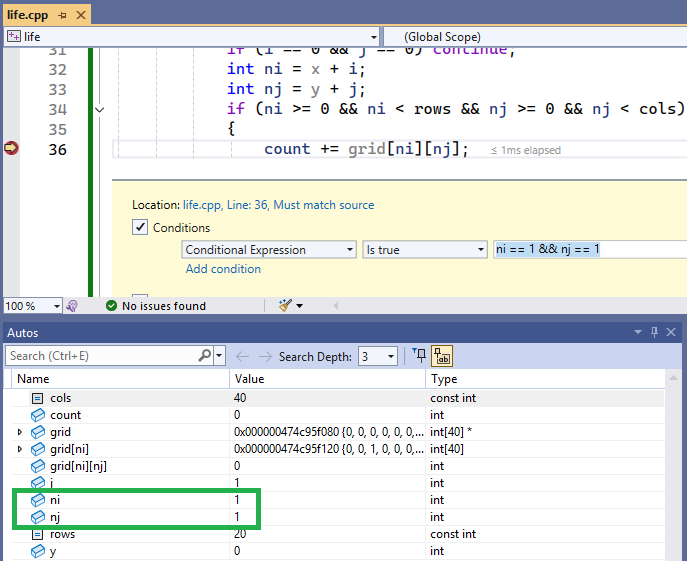 life.cpp
life (Global Scope)
31 if (i == 0 && j == 0) continue;
32 int ni = x + i;
33 int nj = y + j;
34 if (ni >= 0 && ni < rows && nj >= 0 && nj < cols)
35 {
36 count += grid[ni][nj]; ≤ 1ms elapsed
Location: life.cpp, Line: 36, Must match source
Conditions
Conditional Expression Is true ni == 1 && nj == 1
Add condition
100 % No issues found
Autos
Search (Ctrl+E) Search Depth: 3
Name Value Type
cols 40 const int
count 0 int
grid 0x000000474c95f080 {0, 0, 0, 0, 0, 0,... int[40] *
grid[ni] 0x000000474c95f120 {0, 0, 1, 0, 0, 0,... int[40]
grid[ni][nj] 0 int
i 1 int
ni 1 int
nj 1 int
rows 20 const int
y 0 int